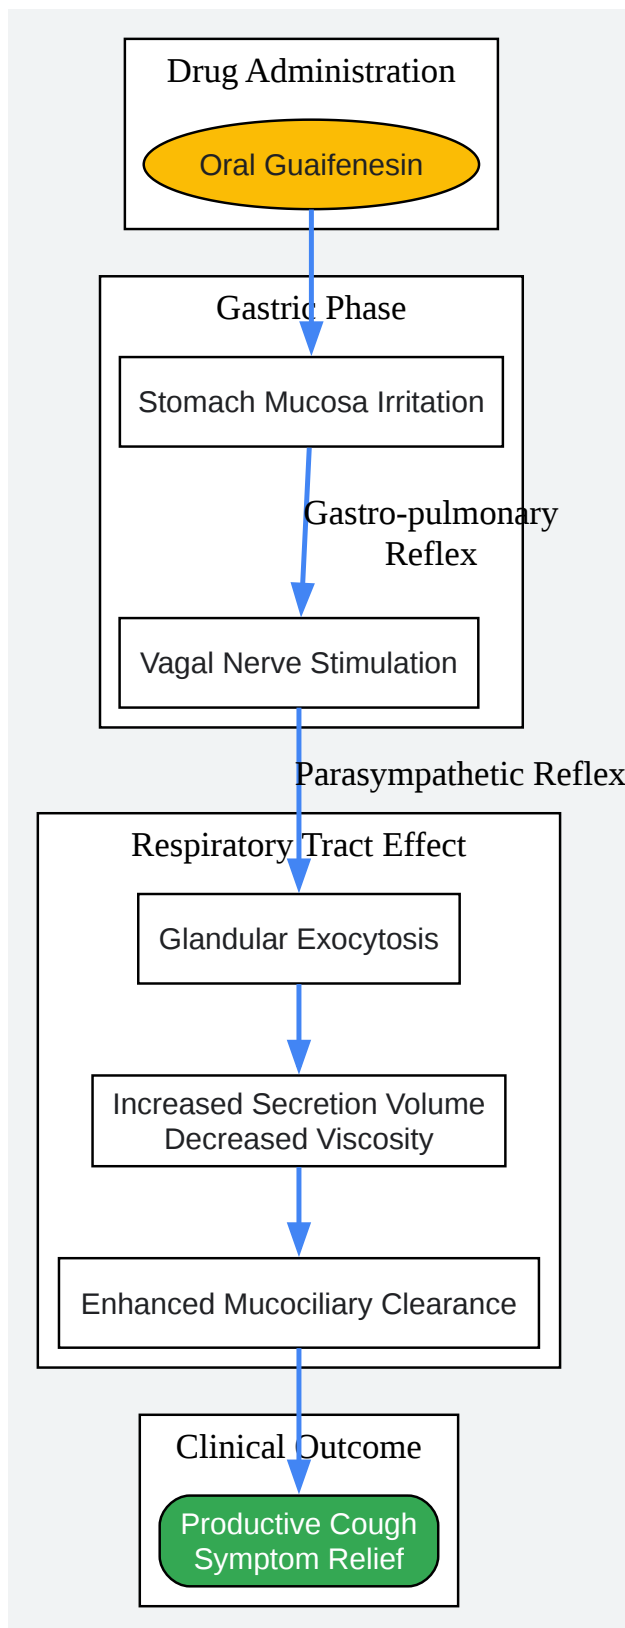 Drug Administration
Oral Guaifenesin
Gastric Phase
Stomach Mucosa Irritation
Gastro-pulmonary
Reflex
Vagal Nerve Stimulation
Parasympathetic Reflex
Respiratory Tract Effect
Glandular Exocytosis
Increased Secretion Volume
Decreased Viscosity
Enhanced Mucociliary Clearance
Clinical Outcome
Productive Cough
Symptom Relief